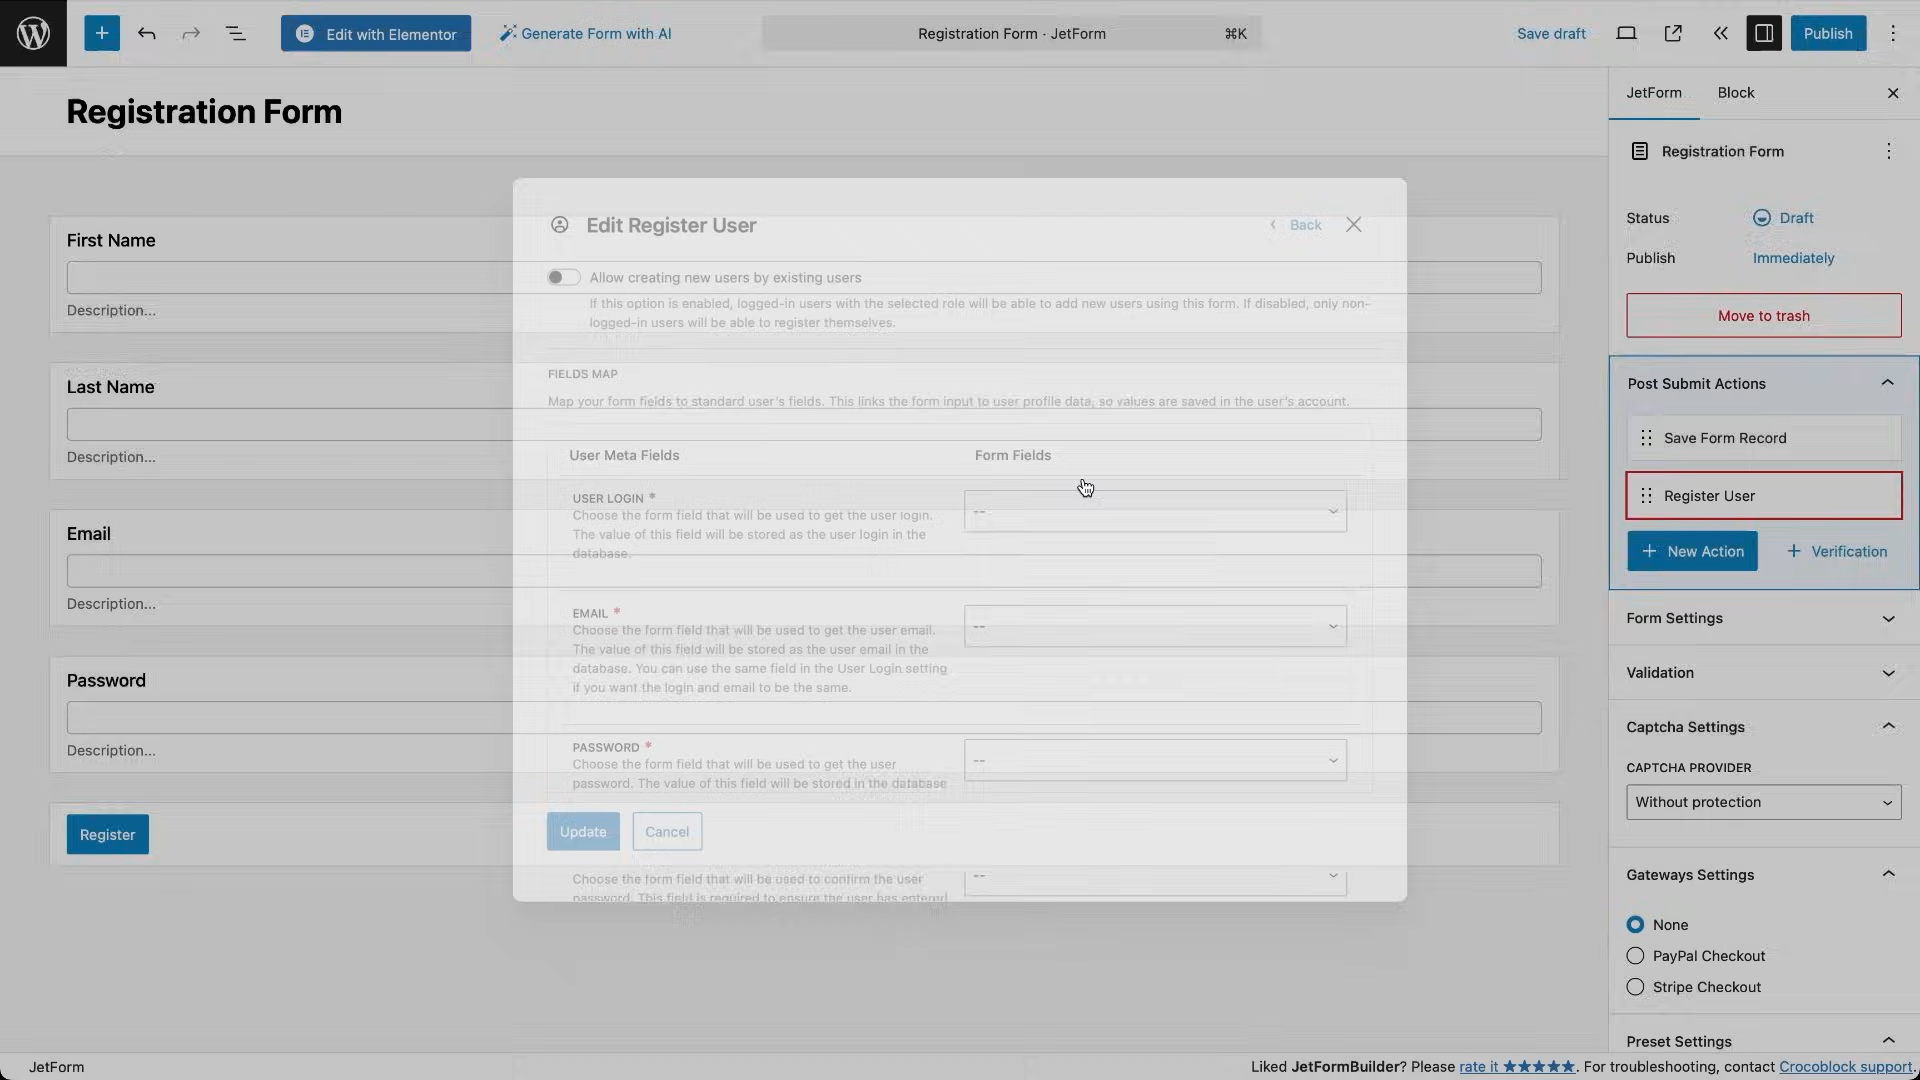 Edit with Elementor
Generate Form with AI
Registration Form · JetForm
⌘K
Save draft
Publish
Registration Form
JetForm
Block
Registration Form
Status
Draft
Publish
Immediately
Move to trash
Post Submit Actions
Save Form Record
Register User
New Action
Verification
Form Settings
Validation
Captcha Settings
CAPTCHA PROVIDER
Without protection
Gateways Settings
None
PayPal Checkout
Stripe Checkout
Preset Settings
First Name
Description...
Last Name
Description...
Email
Description...
Password
Description...
Register
Edit Register User
Back
Allow creating new users by existing users
If this option is enabled, logged-in users with the selected role will be able to add new users using this form. If disabled, only non-
logged-in users will be able to register themselves.
FIELDS MAP
Map your form fields to standard user's fields. This links the form input to user profile data, so values are saved in the user's account.
User Meta Fields
Form Fields
USER LOGIN *
Choose the form field that will be used to get the user login.
The value of this field will be stored as the user login in the
database.
--
EMAIL *
Choose the form field that will be used to get the user email.
The value of this field will be stored as the user email in the
database. You can use the same field in the User Login setting
if you want the login and email to be the same.
--
PASSWORD *
Choose the form field that will be used to get the user
password. The value of this field will be stored in the database
--
Update
Cancel
Choose the form field that will be used to confirm the user
password. This field is required to ensure the user has entered
--
JetForm
Liked JetFormBuilder? Please rate it ★★★★★. For troubleshooting, contact Crocoblock support.